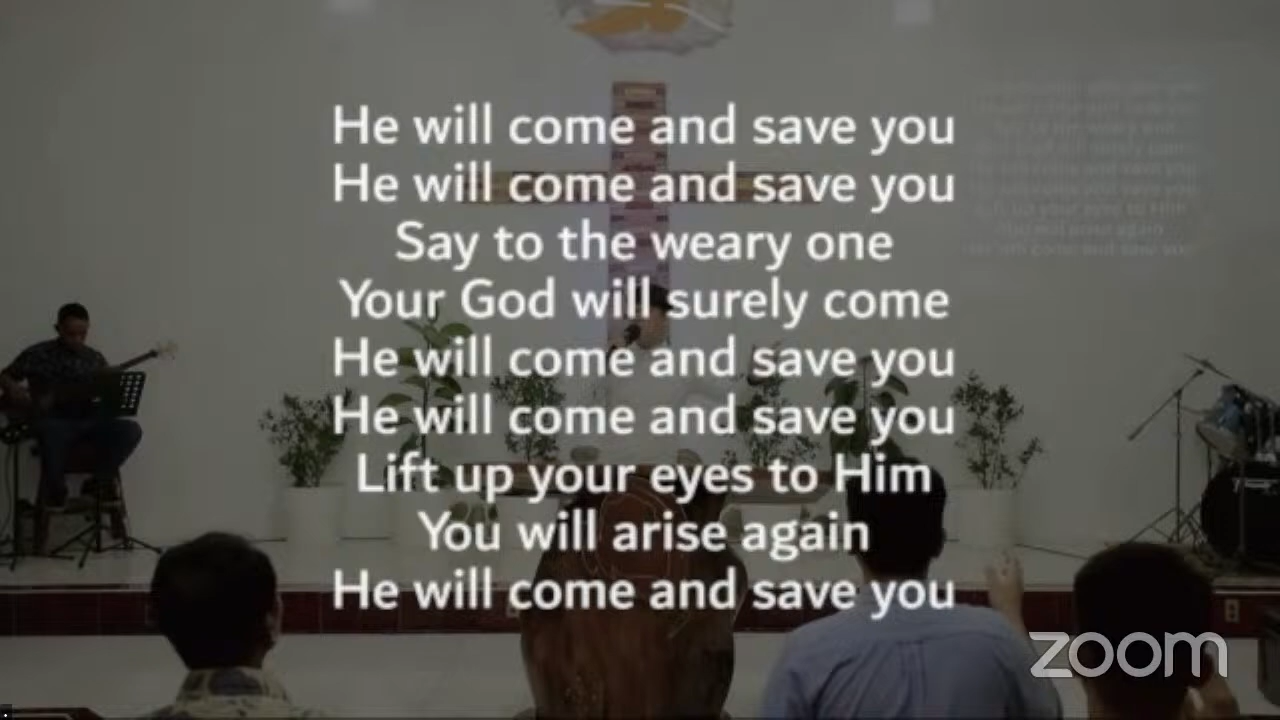 He will come and save you
He will come and save you
Say to the weary one
Your God will surely come
He will come and save you
He will come and save you
Lift up your eyes to Him
You will arise again
He will come and save you
zoom